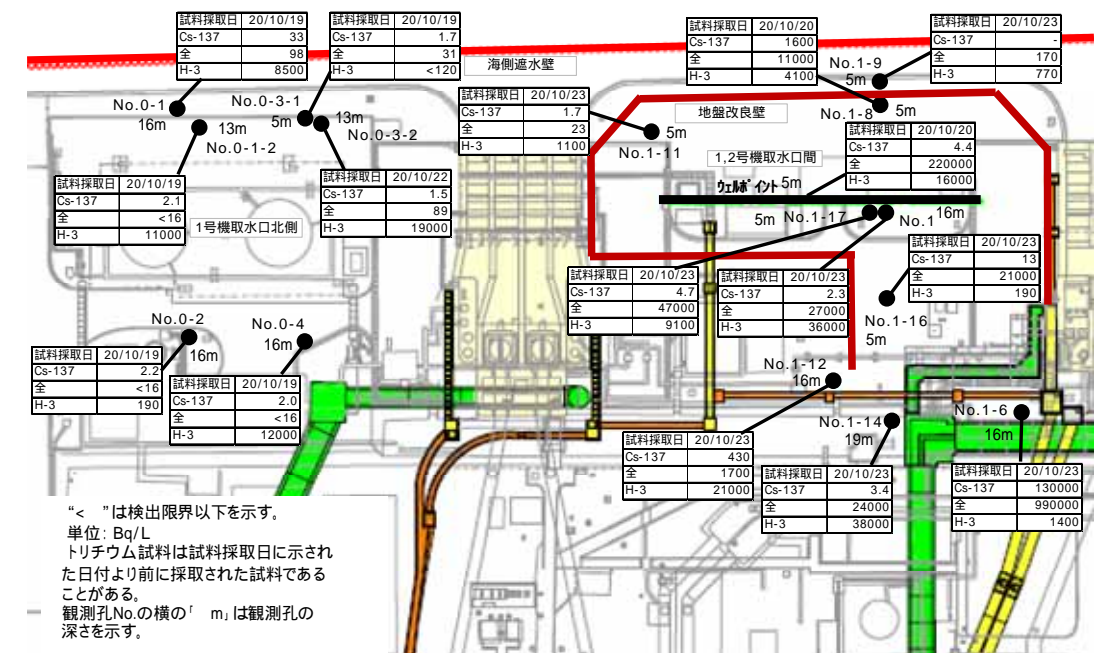 試料採取日 20/10/19
Cs-137 33
全 98
H-3 8500
試料採取日 20/10/19
Cs-137 1.7
全 31
H-3 <120
海側遮水壁
試料採取日 20/10/20
Cs-137 1600
全 11000
H-3 4100
試料採取日 20/10/23
Cs-137 -
全 170
H-3 770
No.1-9
5m
No.0-1
16m
No.0-3-1
5m
13m
No.0-3-2
13m
No.0-1-2
試料採取日 20/10/23
Cs-137 1.7
全 23
H-3 1100
地盤改良壁
No.1-8
5m
5m
No.1-11
1,2号機取水口間
試料採取日 20/10/20
Cs-137 4.4
全 220000
H-3 16000
ウェルポイント 5m
5m No.1-17
No.1
16m
試料採取日 20/10/19
Cs-137 2.1
全 <16
H-3 11000
1号機取水口北側
試料採取日 20/10/22
Cs-137 1.5
全 89
H-3 19000
試料採取日 20/10/23
Cs-137 13
全 21000
H-3 190
試料採取日 20/10/23
Cs-137 4.7
全 47000
H-3 9100
試料採取日 20/10/23
Cs-137 2.3
全 27000
H-3 36000
No.1-16
5m
No.0-2
16m
No.0-4
16m
試料採取日 20/10/19
Cs-137 2.2
全 <16
H-3 190
試料採取日 20/10/19
Cs-137 2.0
全 <16
H-3 12000
No.1-12
16m
No.1-14
19m
No.1-6
16m
試料採取日 20/10/23
Cs-137 430
全 1700
H-3 21000
試料採取日 20/10/23
Cs-137 3.4
全 24000
H-3 38000
試料採取日 20/10/23
Cs-137 130000
全 990000
H-3 1400
“< ”は検出限界以下を示す。
単位: Bq/L
トリチウム試料は試料採取日に示され
た日付より前に採取された試料である
ことがある。
観測孔No.の横の「 m」は観測孔の
深さを示す。